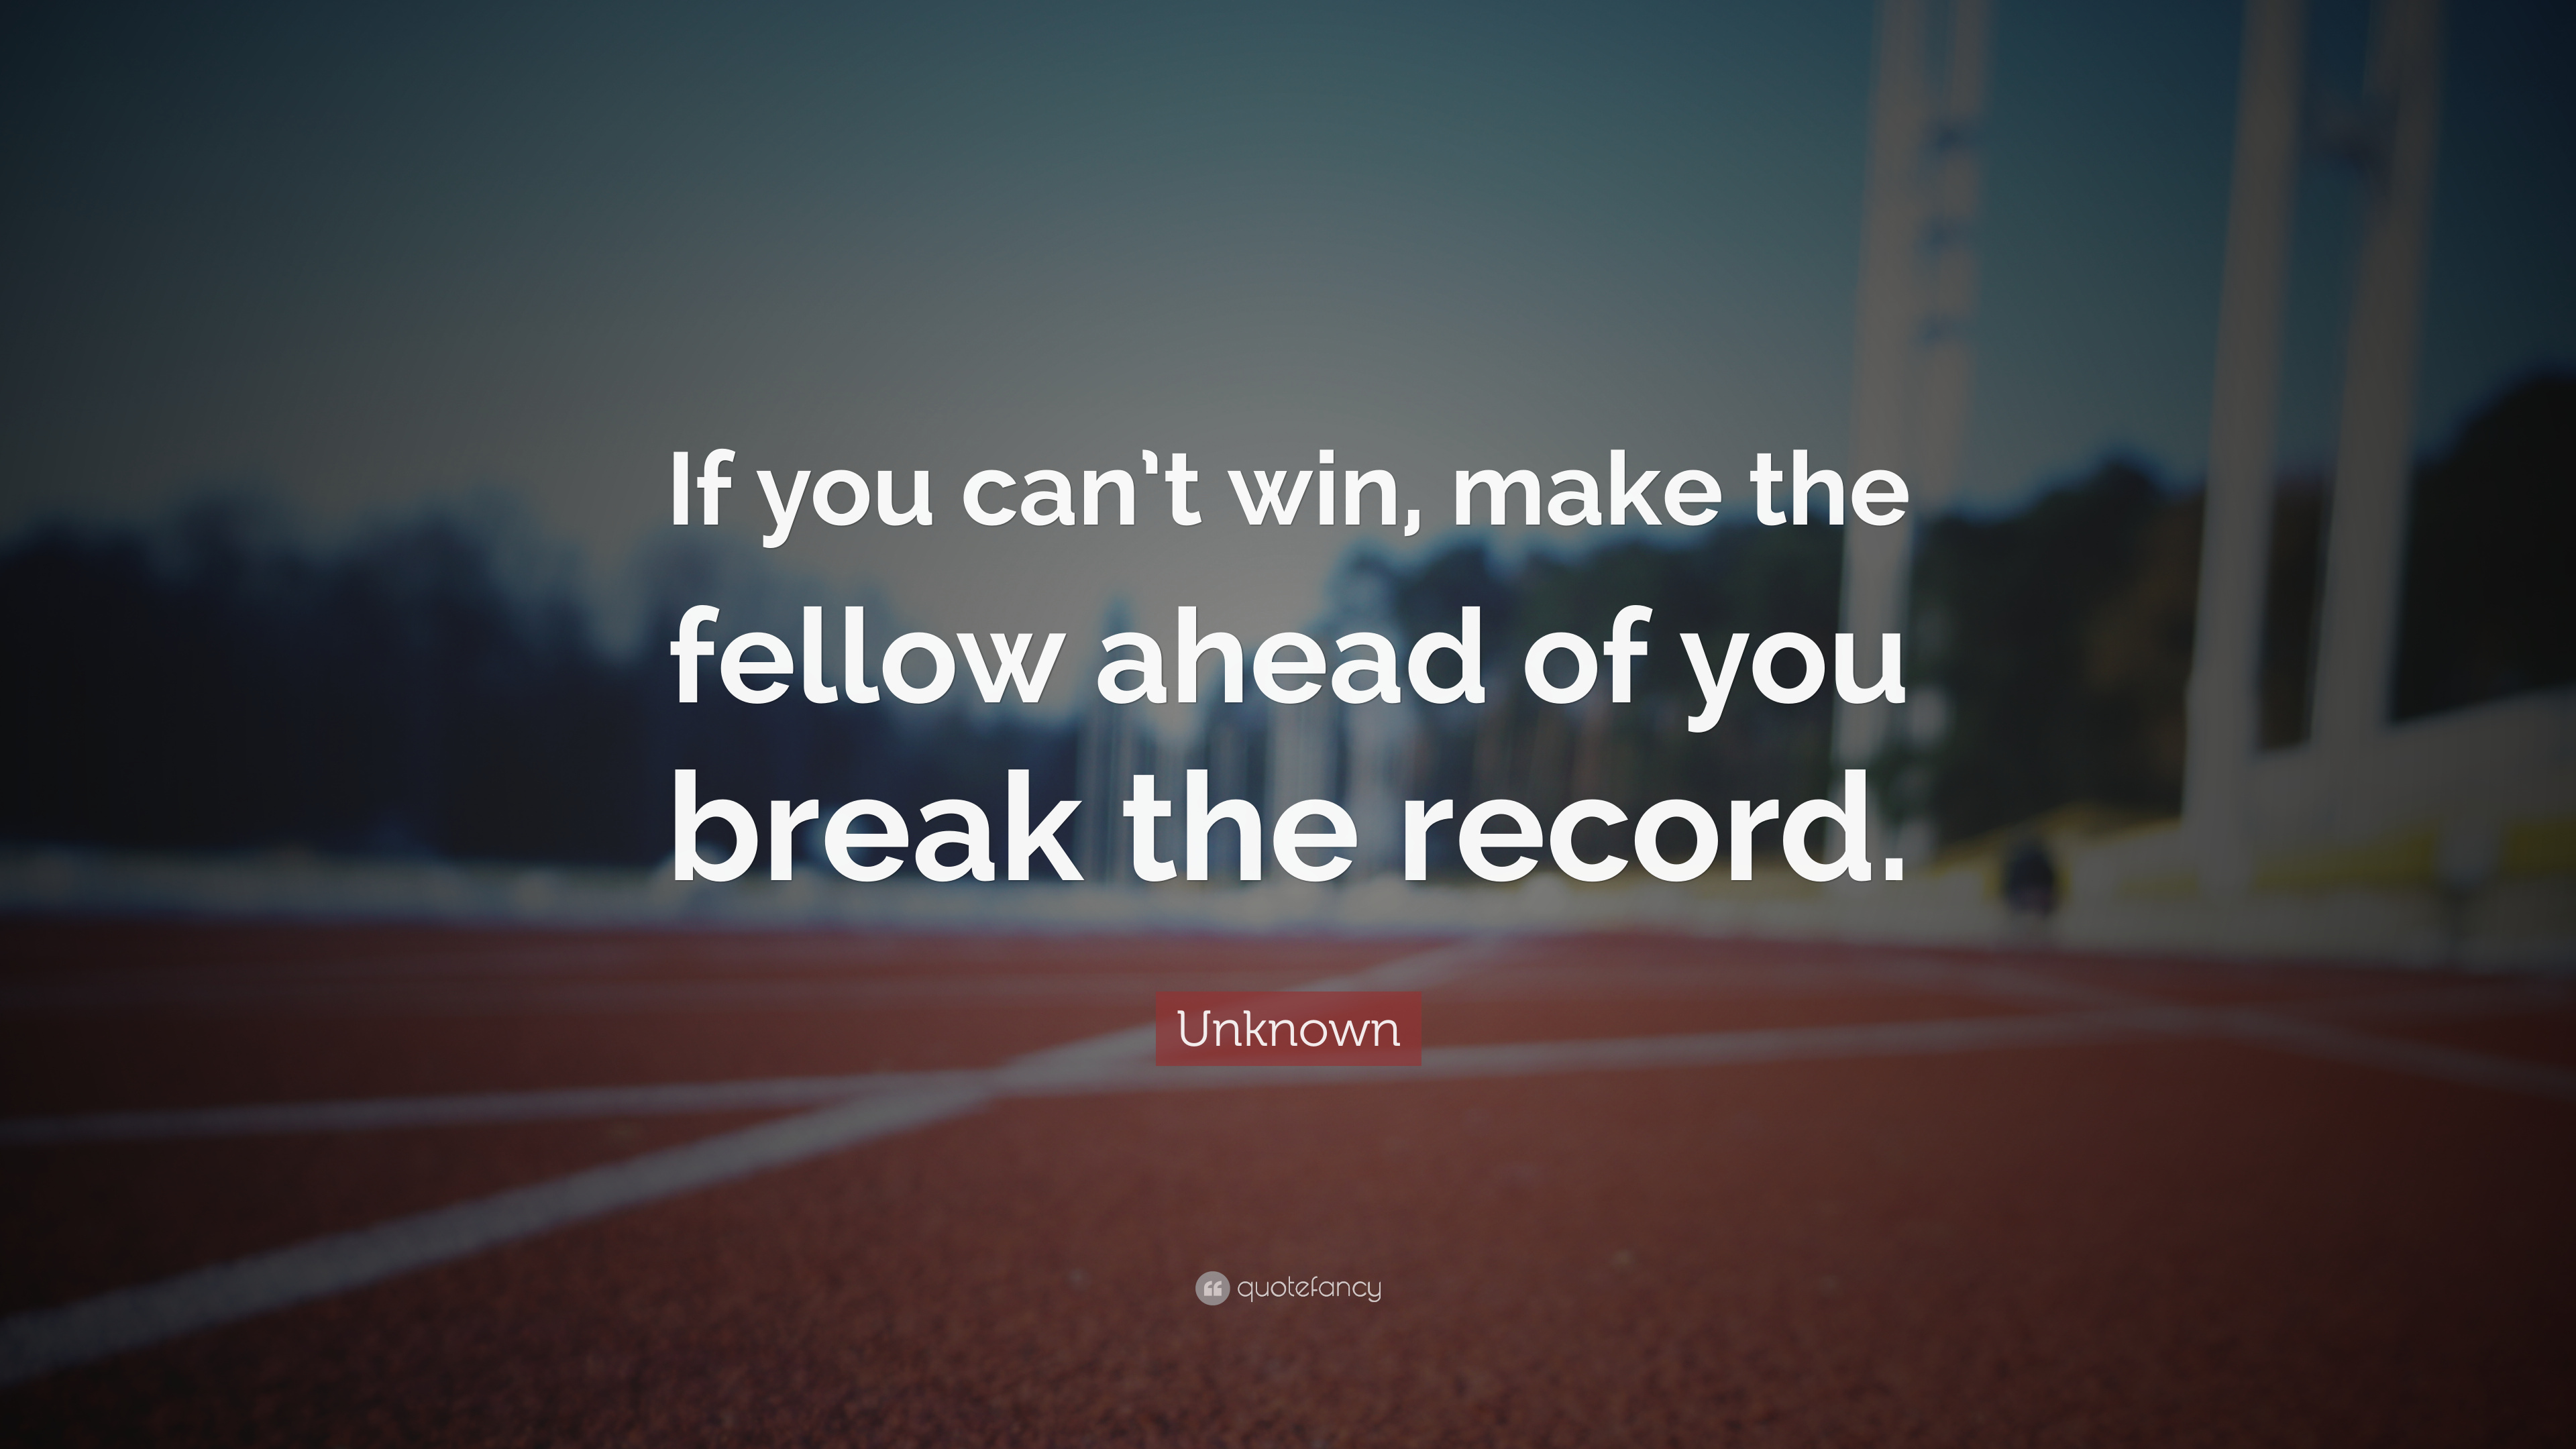 If you can’t win, make the
fellow ahead of you
break the record.
Unknown
quotefancy